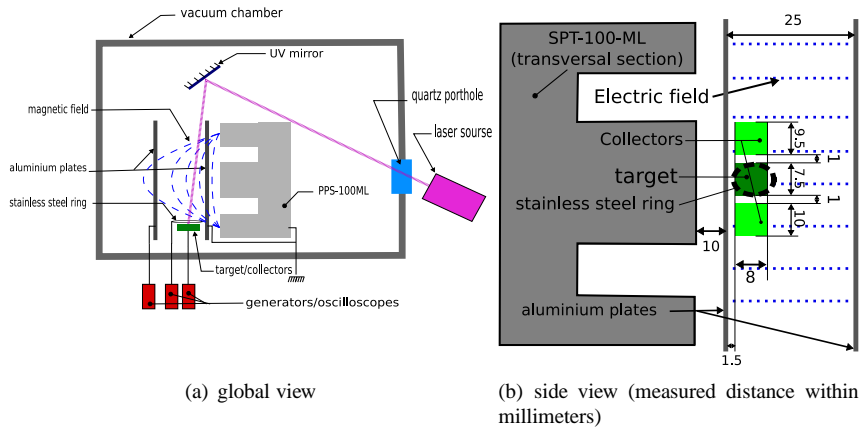 vacuum chamber
UV mirror
magnetic field
quartz porthole
laser sourse
aluminium plates
PPS-100ML
stainless steel ring
target/collectors
generators/oscilloscopes
(a) global view
SPT-100-ML
(transversal section)
25
Electric field
Collectors
9.5
1
target
7.5
stainless steel ring
1
10
10
8
aluminium plates
1.5
(b) side view (measured distance within
millimeters)